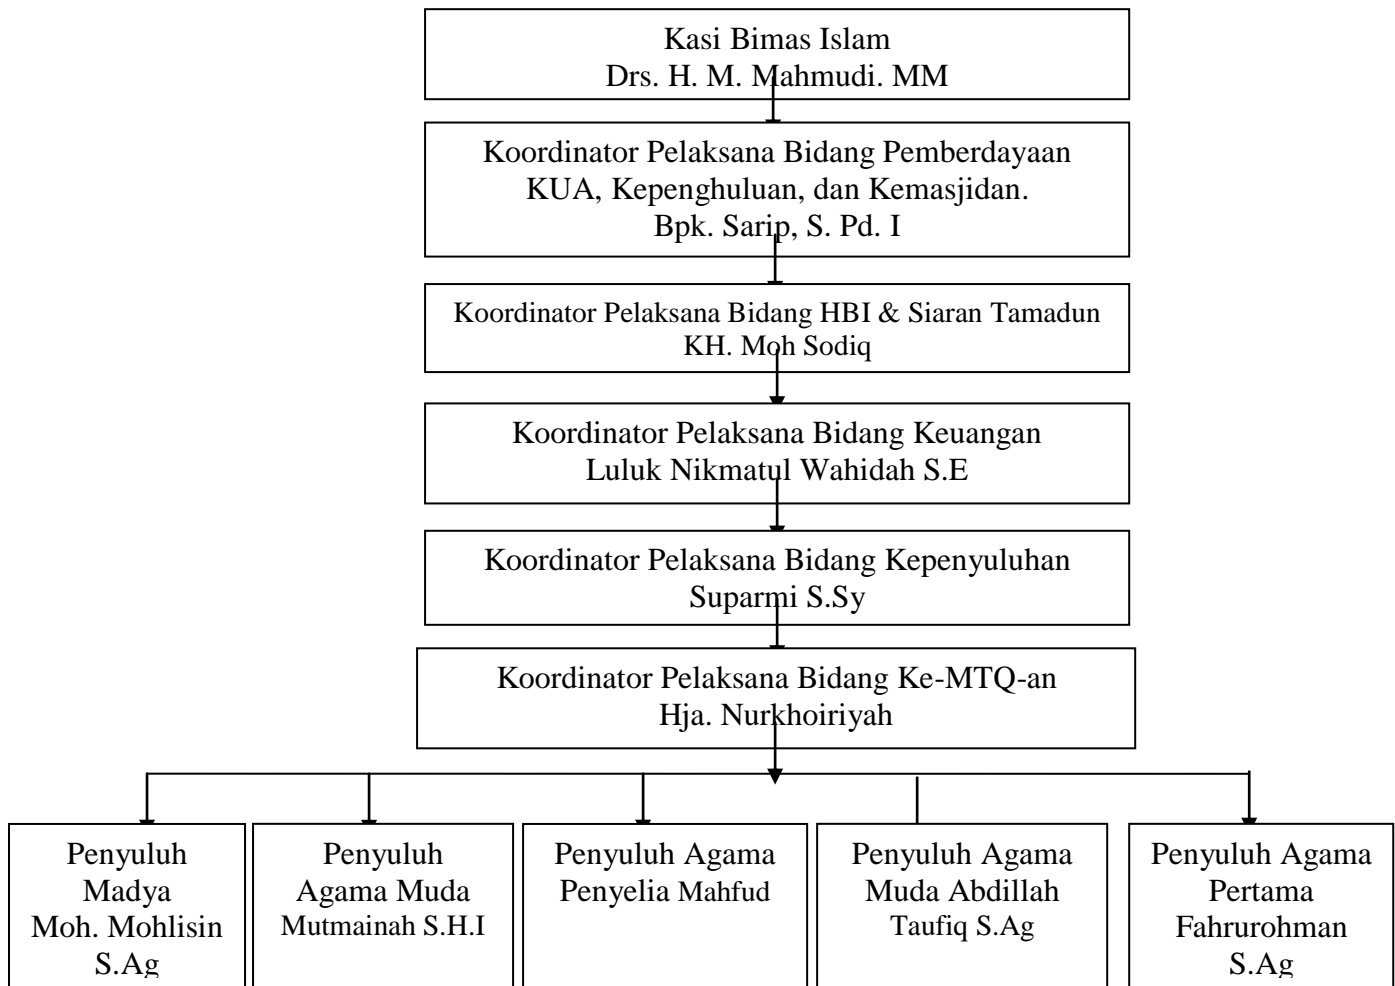 Kasi Bimas Islam
Drs. H. M. Mahmudi. MM
Koordinator Pelaksana Bidang Pemberdayaan
KUA, Kepenghuluan, dan Kemasjidan.
Bpk. Sarip, S. Pd. I
Koordinator Pelaksana Bidang HBI & Siaran Tamadun
KH. Moh Sodiq
Koordinator Pelaksana Bidang Keuangan
Luluk Nikmatul Wahidah S.E
Koordinator Pelaksana Bidang Kepenyuluhan
Suparmi S.Sy
Koordinator Pelaksana Bidang Ke-MTQ-an
Hja. Nurkhoiriyah
Penyuluh
Madya
Moh. Mohlisin
S.Ag
Penyuluh
Agama Muda
Mutmainah S.H.I
Penyuluh Agama
Penyelia Mahfud
Penyuluh Agama
Muda Abdillah
Taufiq S.Ag
Penyuluh Agama
Pertama
Fahrurohman
S.Ag